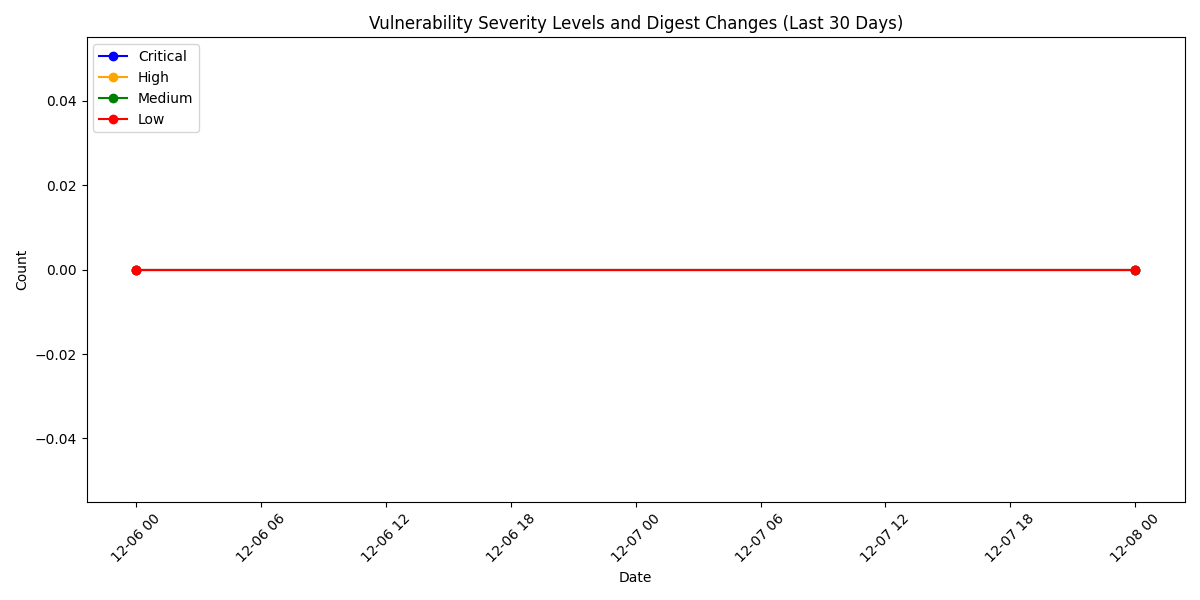 Vulnerability Severity Levels and Digest Changes (Last 30 Days)
Critical
High
Medium
Low
0.04
0.02
0.00
−0.02
−0.04
Count
12-06 00
12-06 06
12-06 12
12-06 18
12-07 00
12-07 06
12-07 12
12-07 18
12-08 00
Date